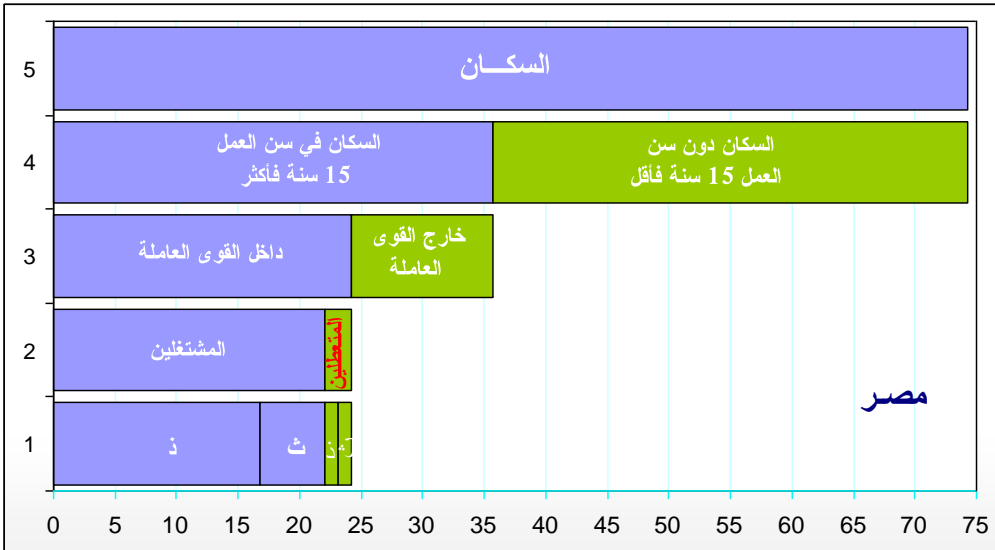 5
السكـــان
4
السكان في سن العمل
15 سنة فأكثر
السكان دون سن
العمل 15 سنة فأقل
3
داخل القوى العاملة
خارج القوى
العاملة
2
المشتغلين
المتعطلين
مصر
1
ذ
ث
ذ
0 5 10 15 20 25 30 35 40 45 50 55 60 65 70 75